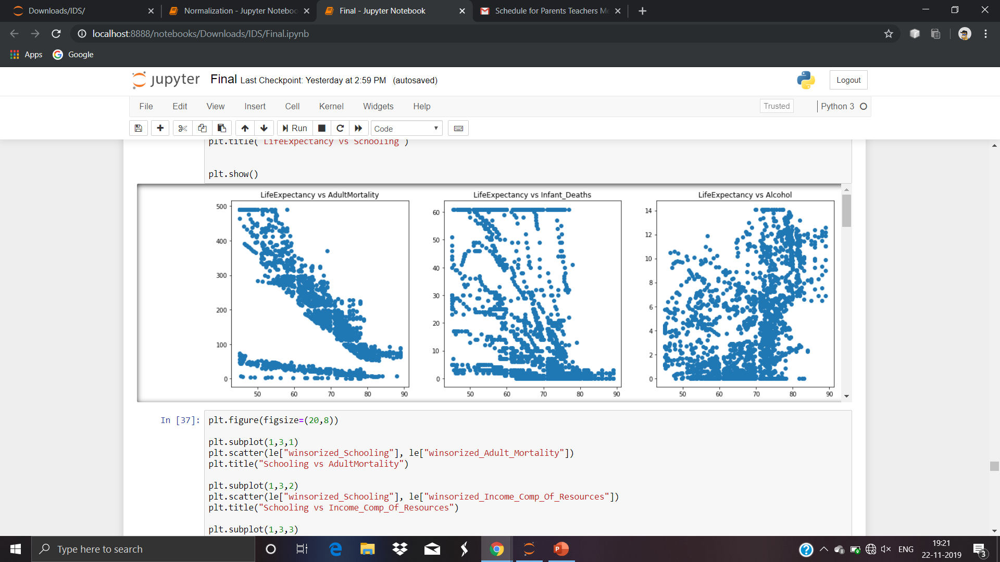 Downloads/IDS/
Normalization - Jupyter Noteboo
Final - Jupyter Notebook
Schedule for Parents Teachers Me
localhost:8888/notebooks/Downloads/IDS/Final.ipynb
Apps
Google
jupyter
Final
Last Checkpoint: Yesterday at 2:59 PM (autosaved)
Logout
File Edit View Insert Cell Kernel Widgets Help
Trusted
Python 3
Run
Code
plt.title( LifeExpectancy vs Schooling )
plt.show()
LifeExpectancy vs AdultMortality
500
400
300
200
100
0
50 60 70 80 90
LifeExpectancy vs Infant_Deaths
60
50
40
30
20
10
0
50 60 70 80 90
LifeExpectancy vs Alcohol
14
12
10
8
6
4
2
0
50 60 70 80 90
In [37]:
plt.figure(figsize=(20,8))
plt.subplot(1,3,1)
plt.scatter(le["winsorized_Schooling"], le["winsorized_Adult_Mortality"])
plt.title("Schooling vs AdultMortality")
plt.subplot(1,3,2)
plt.scatter(le["winsorized_Schooling"], le["winsorized_Income_Comp_Of_Resources"])
plt.title("Schooling vs Income_Comp_Of_Resources")
plt.subplot(1,3,3)
Type here to search
ENG
19:21
22-11-2019
3